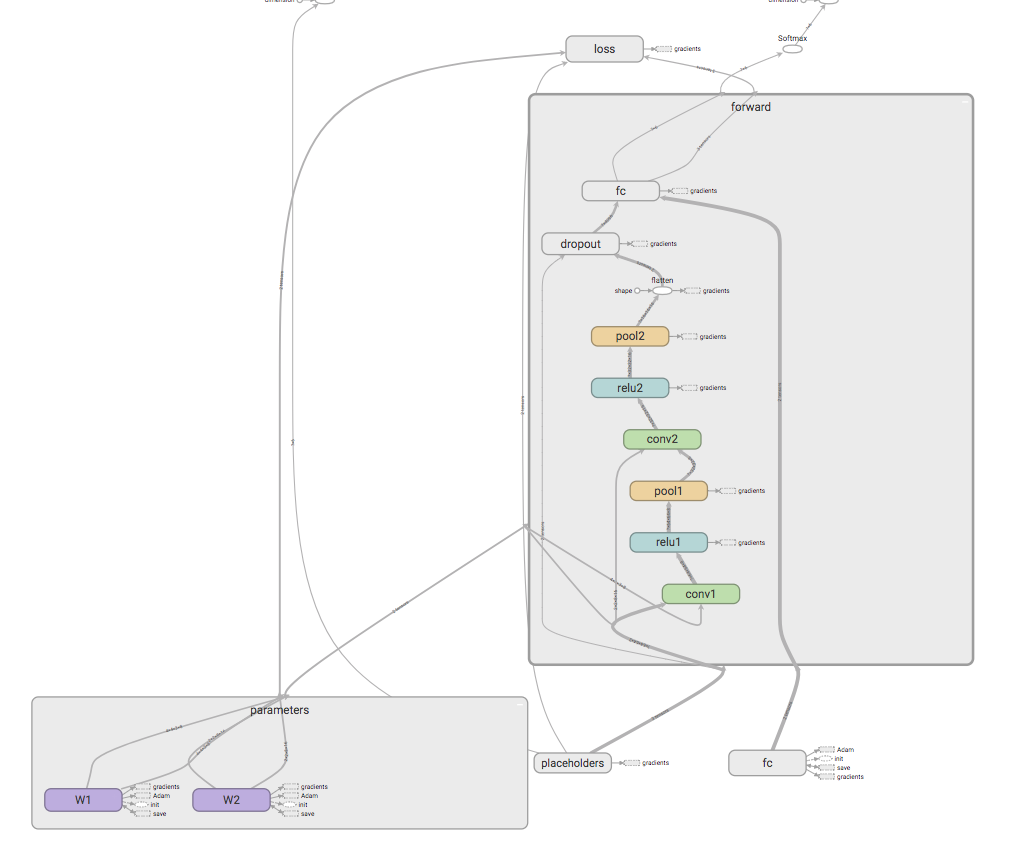 dimension
dimension
Softmax
loss
gradients
forward
fc
gradients
dropout
gradients
flatten
shape
gradients
pool2
gradients
relu2
gradients
conv2
pool1
gradients
relu1
gradients
conv1
parameters
W1
gradients
Adam
init
save
W2
gradients
Adam
init
save
placeholders
gradients
fc
Adam
init
save
gradients